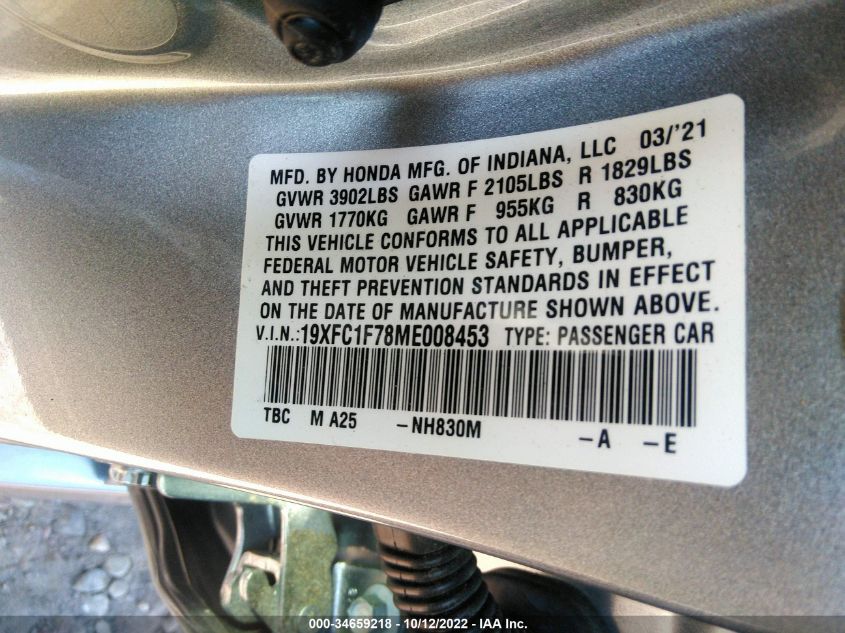 MFD. BY HONDA MFG. OF INDIANA, LLC 03/'21
GVWR 3902LBS GAWR F 2105LBS R 1829LBS
GVWR 1770KG GAWR F 955KG R 830KG
THIS VEHICLE CONFORMS TO ALL APPLICABLE
FEDERAL MOTOR VEHICLE SAFETY, BUMPER,
AND THEFT PREVENTION STANDARDS IN EFFECT
ON THE DATE OF MANUFACTURE SHOWN ABOVE.
V.I.N.:19XFC1F78ME008453 TYPE: PASSENGER CAR
TBC M A25 -NH830M -A -E
000-34659218 - 10/12/2022 - IAA Inc.